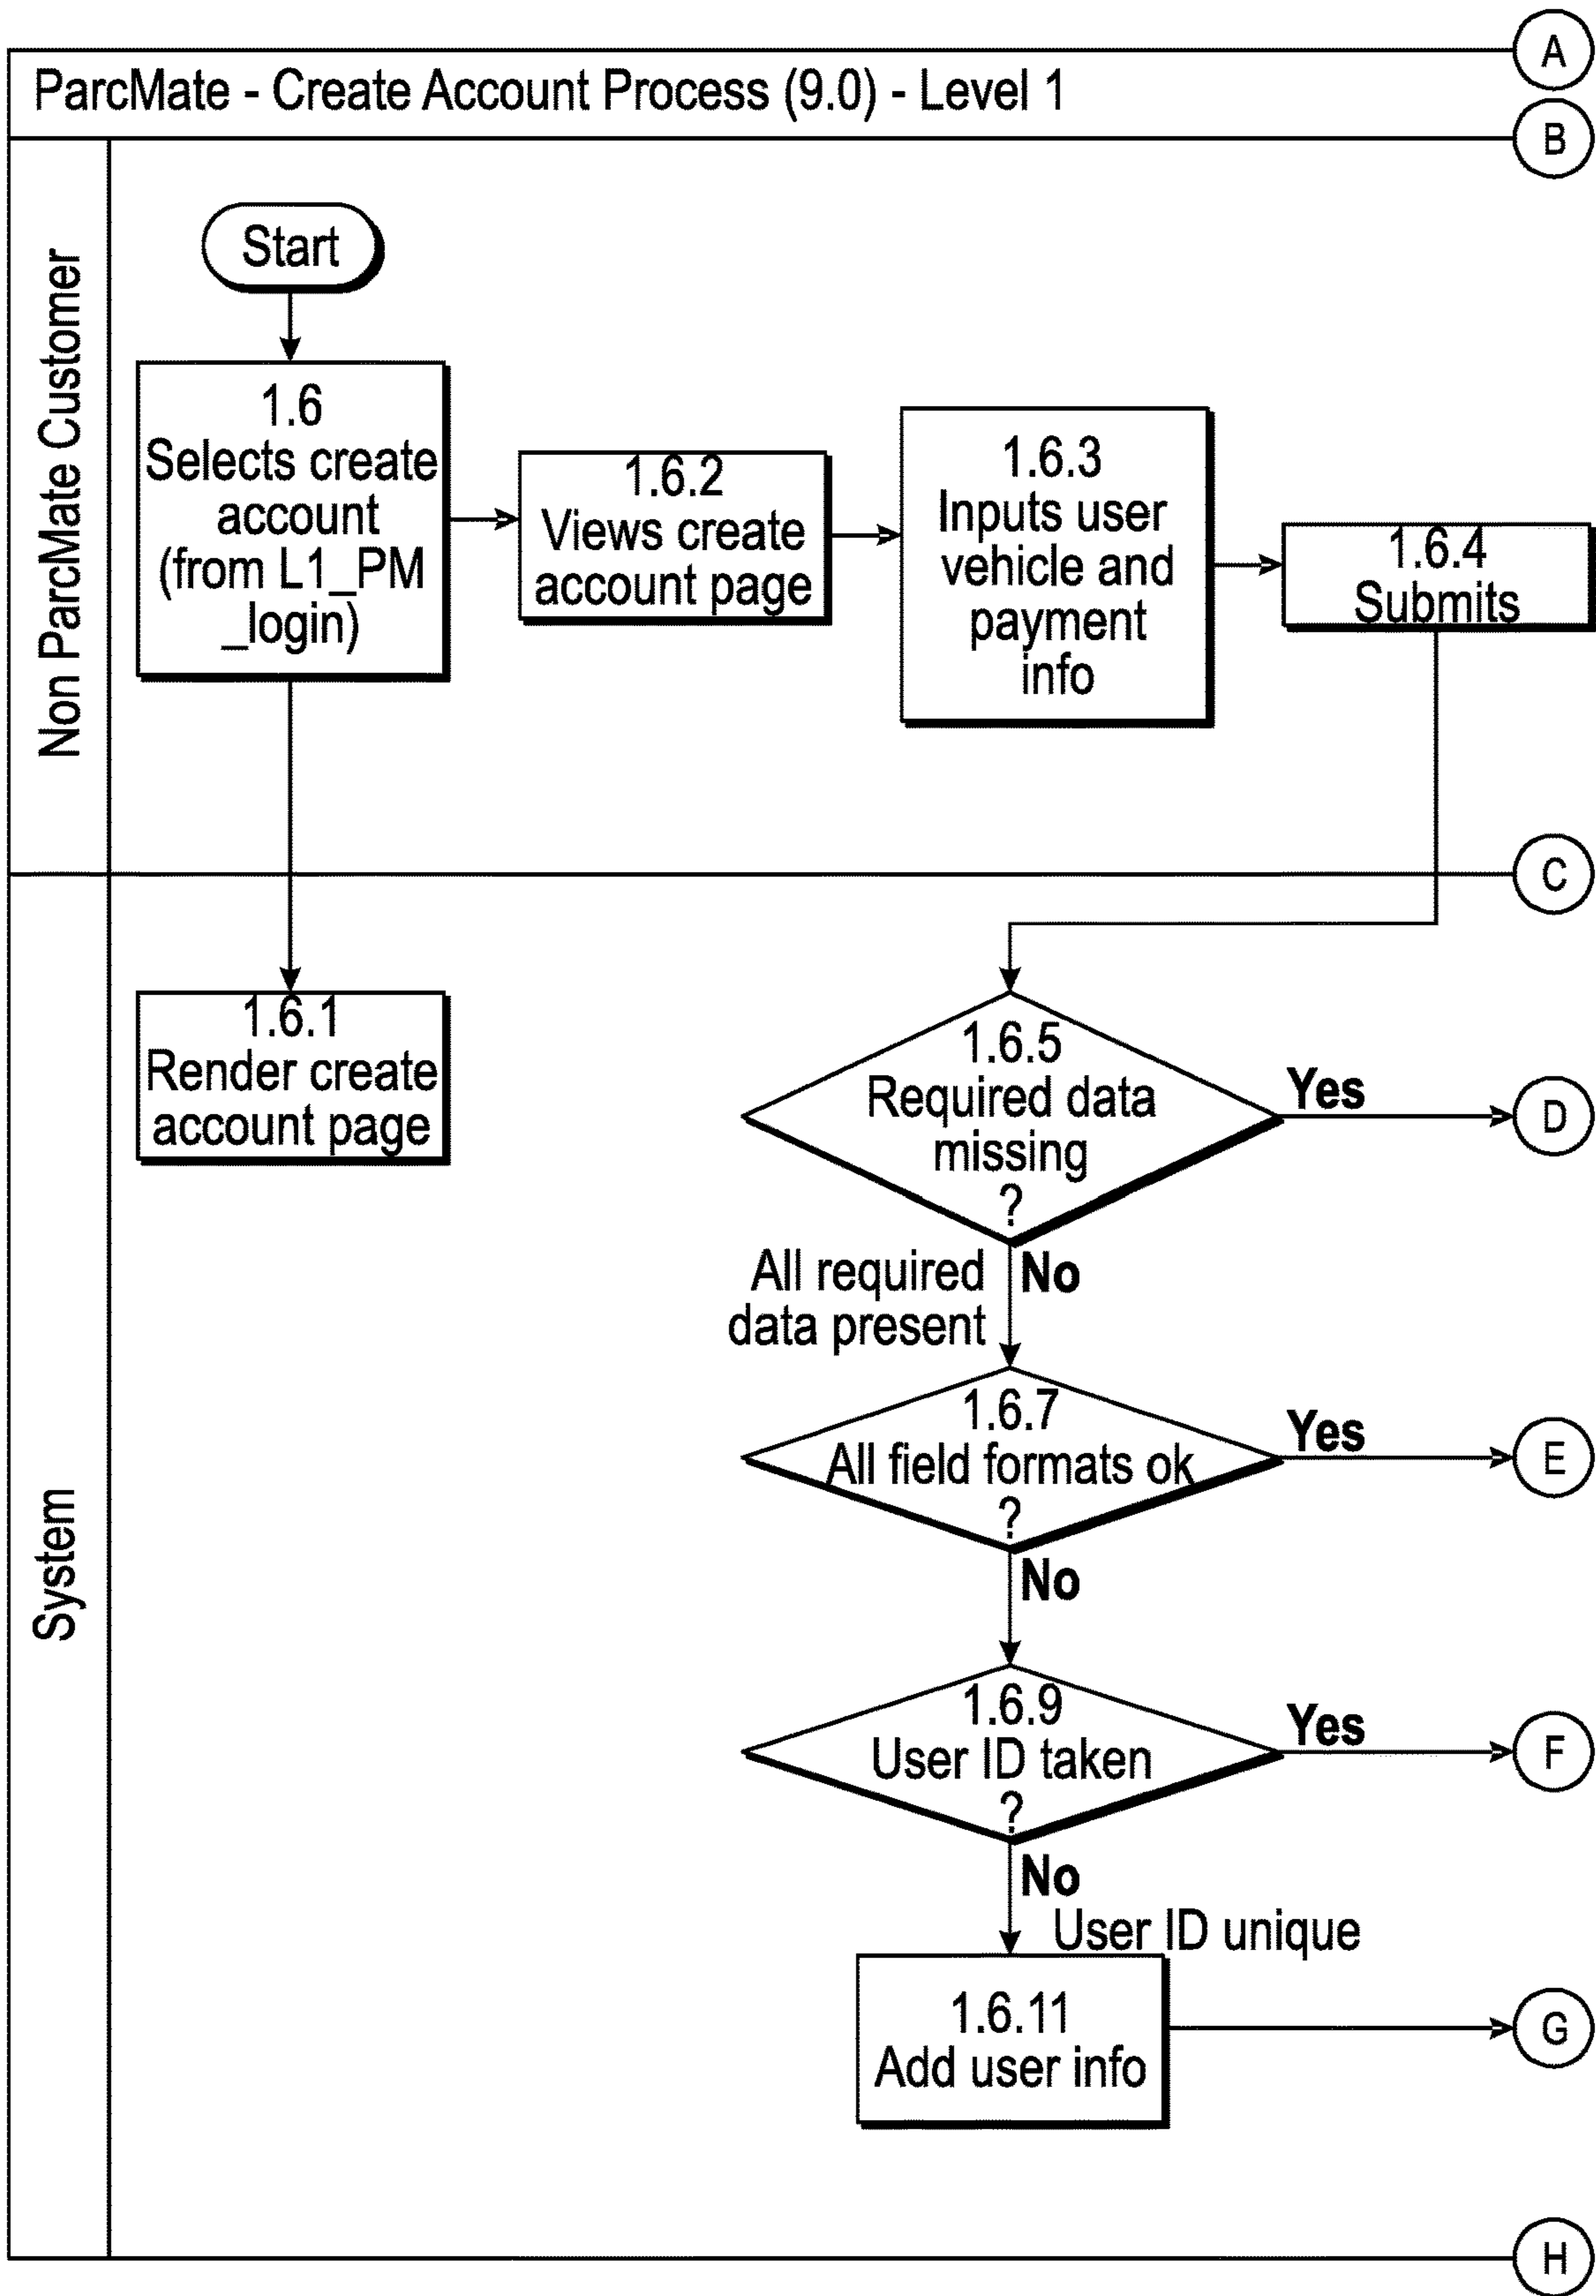 A
ParcMate - Create Account Process (9.0) - Level 1
B
Non ParcMate Customer
Start
1.6
Selects create
account
(from L1_PM
_login)
1.6.2
Views create
account page
1.6.3
Inputs user
vehicle and
payment
info
1.6.4
Submits
C
System
1.6.1
Render create
account page
1.6.5
Required data
missing
?
Yes
D
All required
data present
No
1.6.7
All field formats ok
?
Yes
E
No
1.6.9
User ID taken
?
Yes
F
No
User ID unique
1.6.11
Add user info
G
H